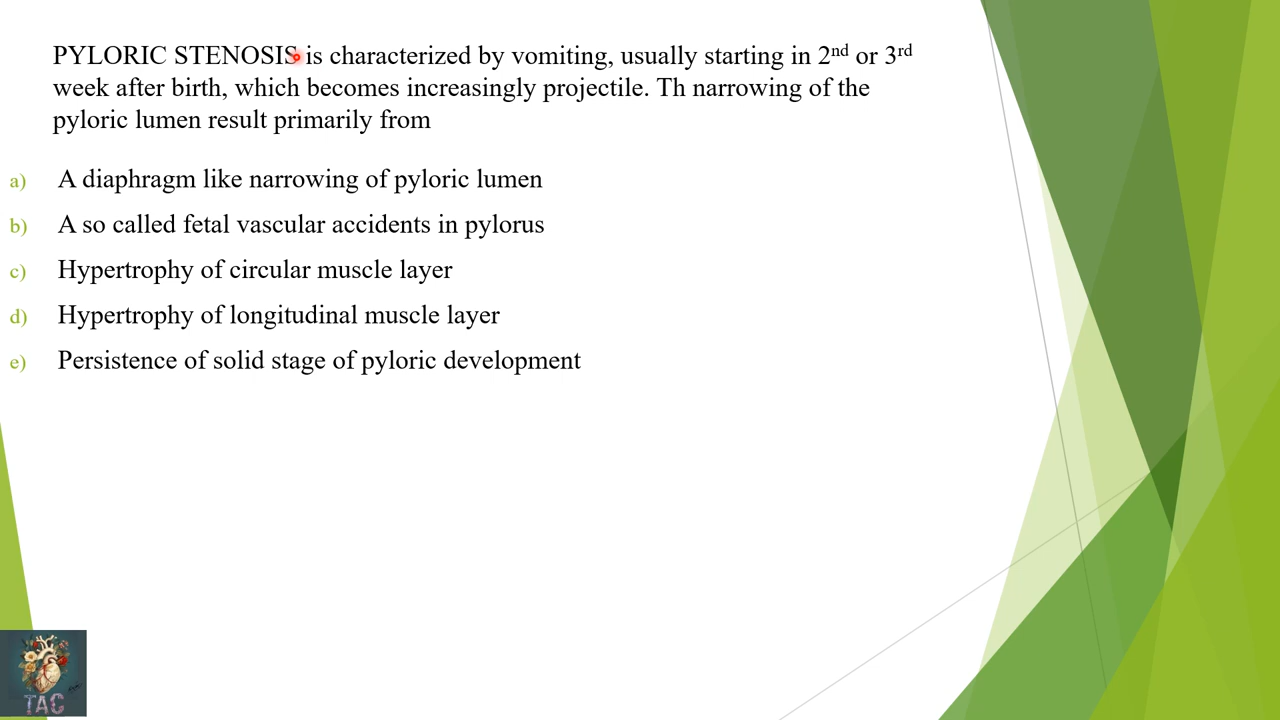 PYLORIC STENOSIS is characterized by vomiting, usually starting in 2nd or 3rd
week after birth, which becomes increasingly projectile. Th narrowing of the
pyloric lumen result primarily from
a) A diaphragm like narrowing of pyloric lumen
b) A so called fetal vascular accidents in pylorus
c) Hypertrophy of circular muscle layer
d) Hypertrophy of longitudinal muscle layer
e) Persistence of solid stage of pyloric development
TAC